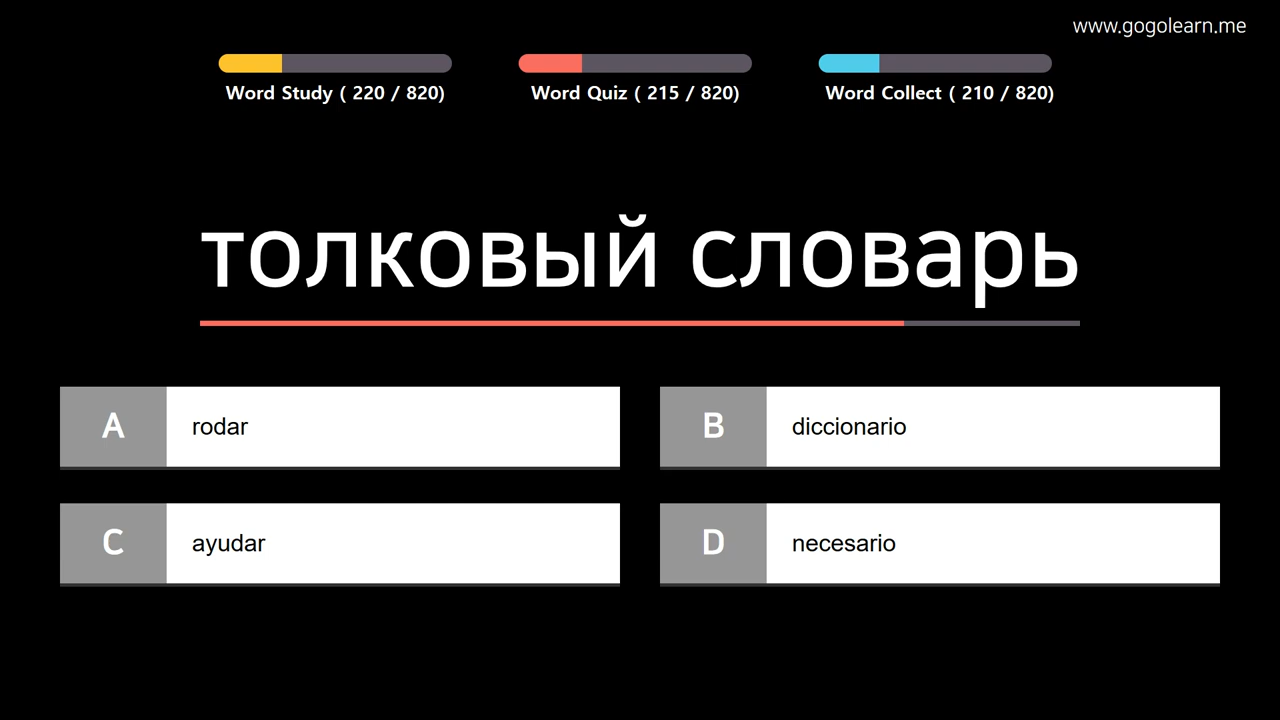 www.gogolearn.me
Word Study ( 220 / 820)
Word Quiz ( 215 / 820)
Word Collect ( 210 / 820)
толковый словарь
A rodar
B diccionario
C ayudar
D necesario